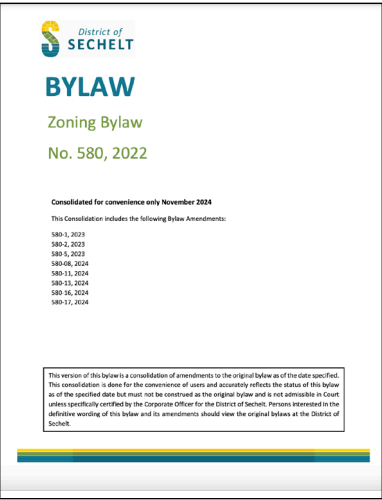 District of
SECHELT
BYLAW
Zoning Bylaw
No. 580, 2022
Consolidated for convenience only November 2024
This Consolidation includes the following Bylaw Amendments:
580-1, 2023
580-2, 2023
580-5, 2023
580-08, 2024
580-11, 2024
580-13, 2024
580-16, 2024
580-17, 2024
This version of this bylaw is a consolidation of amendments to the original bylaw as of the date specified.
This consolidation is done for the convenience of users and accurately reflects the status of this bylaw
as of the specified date but must not be construed as the original bylaw and is not admissible in Court
unless specifically certified by the Corporate Officer for the District of Sechelt. Persons interested in the
definitive wording of this bylaw and its amendments should view the original bylaws at the District of
Sechelt.